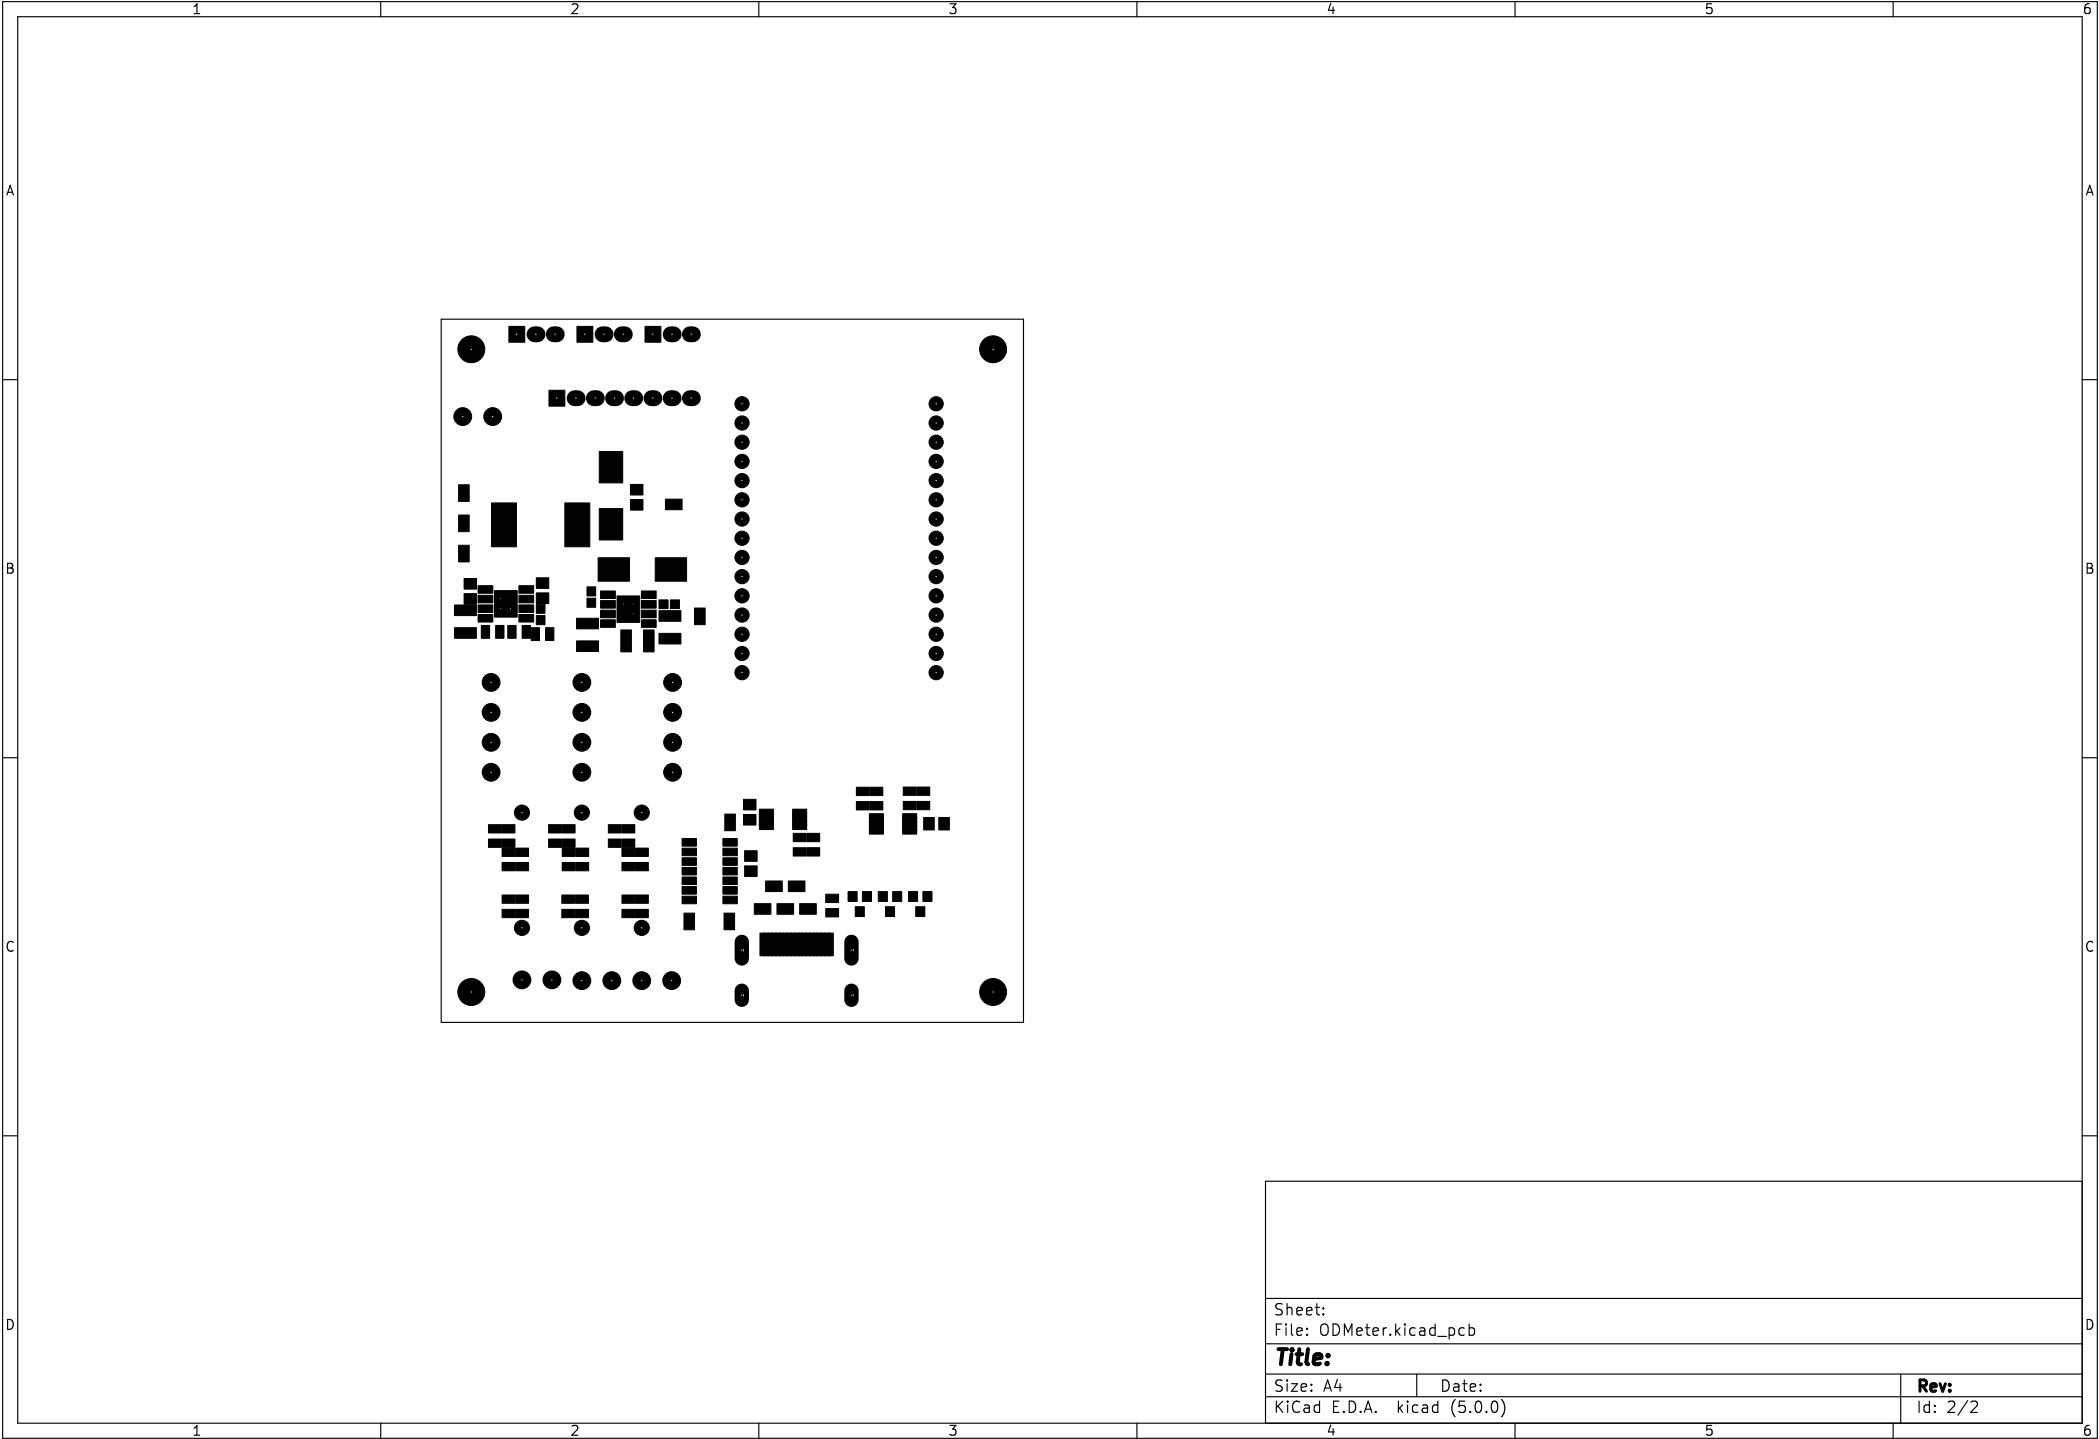 1 2 3 4 5 6
A A
B B
C C
D D
Sheet:
File: ODMeter.kicad_pcb
Title:
Size: A4 Date: Rev:
KiCad E.D.A. kicad (5.0.0) Id: 2/2
1 2 3 4 5 6